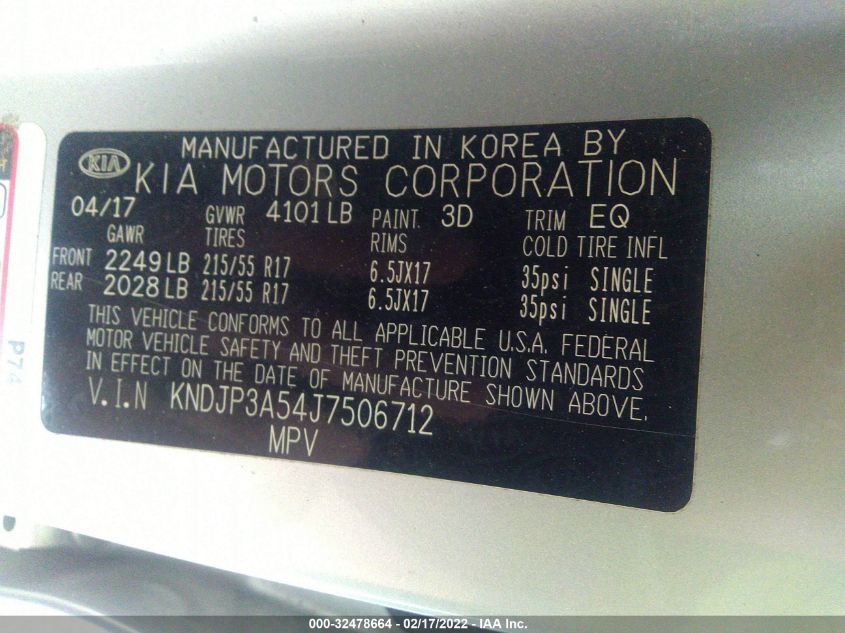 MANUFACTURED IN KOREA BY
KIA
KIA MOTORS CORPORATION
04/17 GVWR 4101 LB PAINT 3D TRIM EQ
GAWR TIRES RIMS COLD TIRE INFL
FRONT 2249 LB 215/55 R17 6.5JX17 35psi SINGLE
REAR 2028 LB 215/55 R17 6.5JX17 35psi SINGLE
THIS VEHICLE CONFORMS TO ALL APPLICABLE U.S.A. FEDERAL
MOTOR VEHICLE SAFETY AND THEFT PREVENTION STANDARDS
IN EFFECT ON THE DATE OF MANUFACTURE SHOWN ABOVE.
V.I.N KNDJP3A54J7506712
MPV
P74
000-32478664 - 02/17/2022 - IAA Inc.